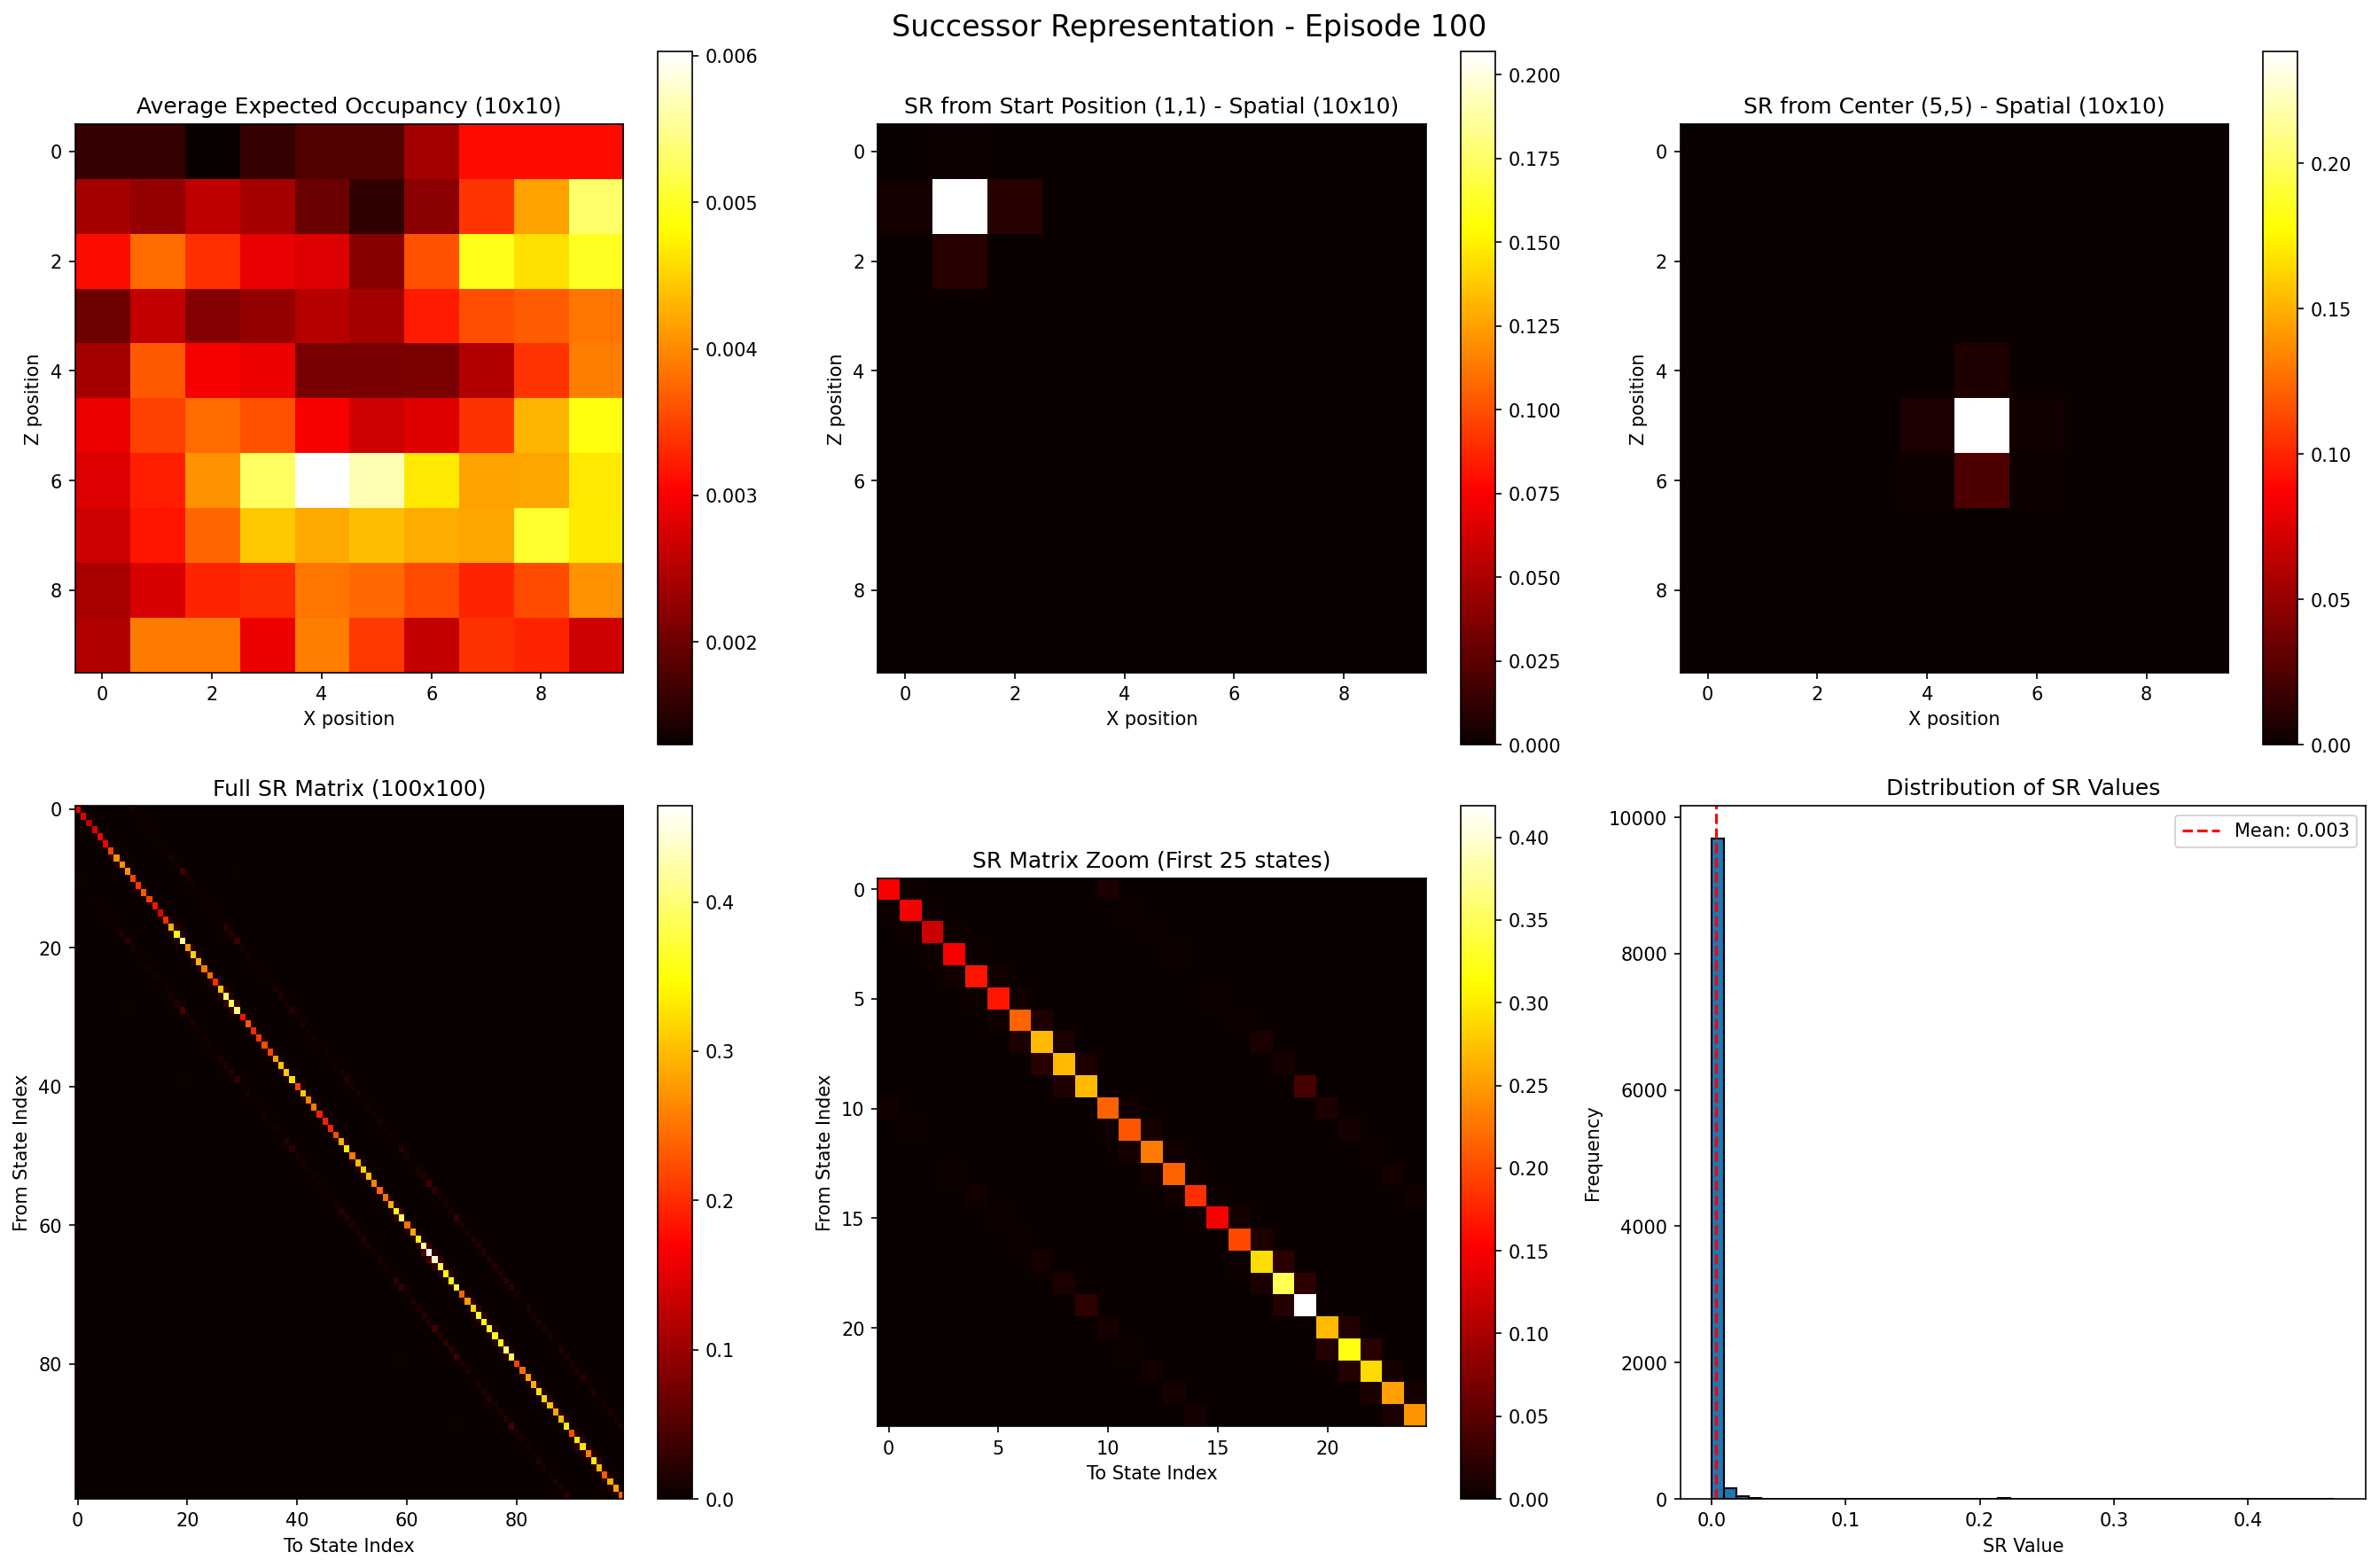 Successor Representation - Episode 100
Average Expected Occupancy (10x10)
0
2
4
6
8
Z position
0 2 4 6 8
X position
0.006
0.005
0.004
0.003
0.002
SR from Start Position (1,1) - Spatial (10x10)
0
2
4
6
8
Z position
0 2 4 6 8
X position
0.200
0.175
0.150
0.125
0.100
0.075
0.050
0.025
0.000
SR from Center (5,5) - Spatial (10x10)
0
2
4
6
8
Z position
0 2 4 6 8
X position
0.20
0.15
0.10
0.05
0.00
Full SR Matrix (100x100)
0
20
40
60
80
From State Index
0 20 40 60 80
To State Index
0.4
0.3
0.2
0.1
0.0
SR Matrix Zoom (First 25 states)
0
5
10
15
20
From State Index
0 5 10 15 20
To State Index
0.40
0.35
0.30
0.25
0.20
0.15
0.10
0.05
0.00
Distribution of SR Values
Mean: 0.003
10000
8000
6000
4000
2000
0
Frequency
0.0 0.1 0.2 0.3 0.4
SR Value